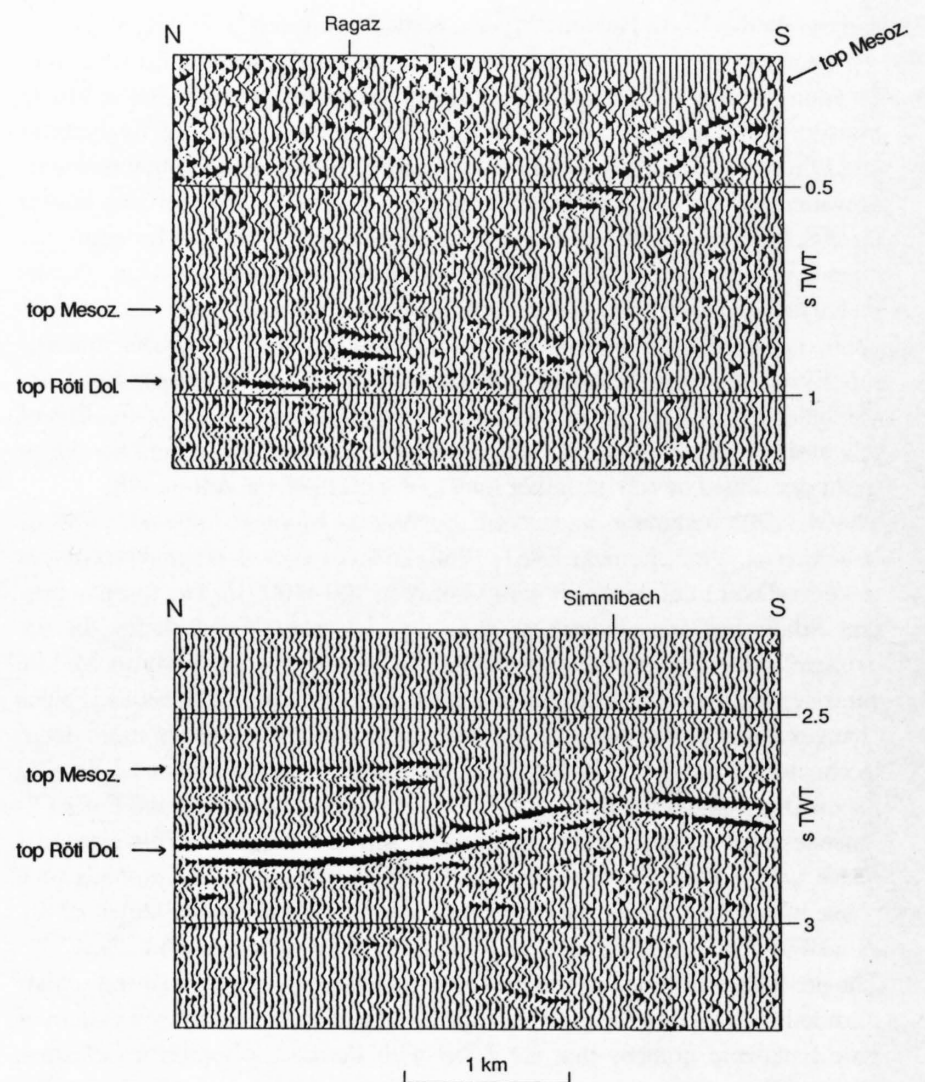 Ragaz
N S
top Mesoz.
0.5
s TWT
top Mesoz.
top Röti Dol.
1
Simmibach
N S
2.5
top Mesoz.
s TWT
top Röti Dol.
3
1 km